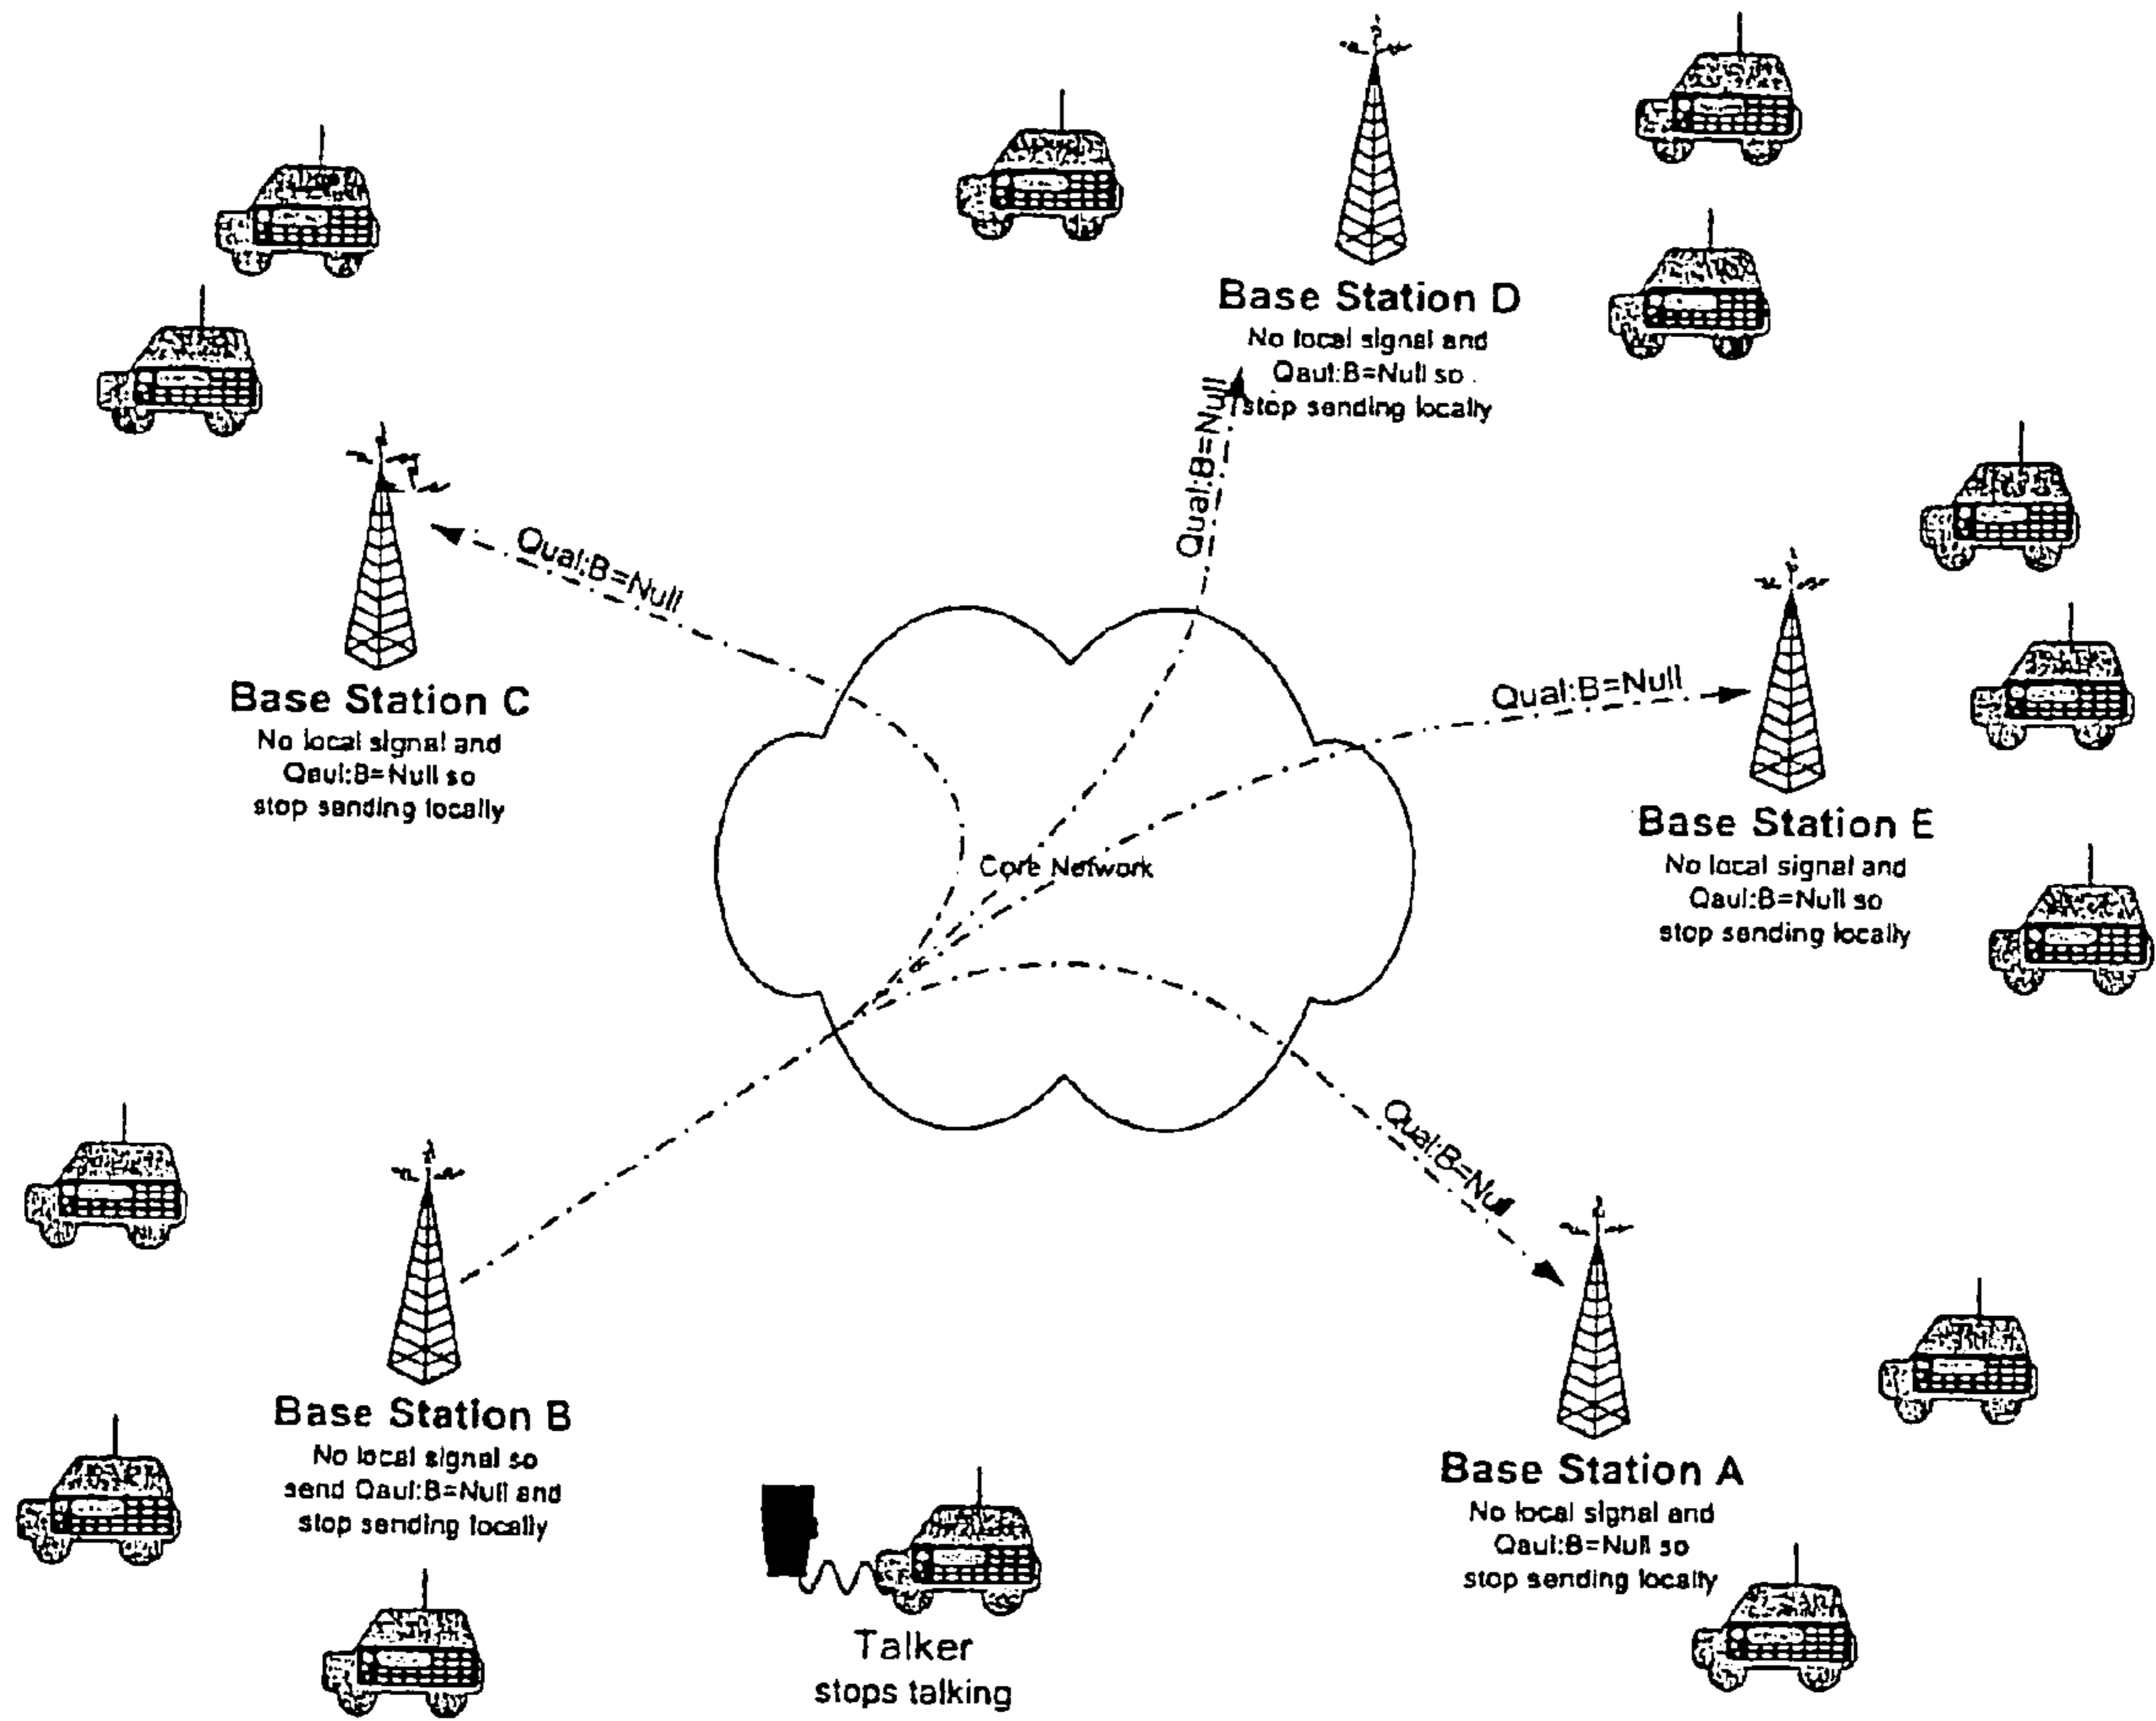 Base Station D
No local signal and
Qaul:B=Null so
stop sending locally
Qual:B=Null
Qual:B=Null
Base Station C
No local signal and
Qaul:B=Null so
stop sending locally
Qual:B=Null
Base Station E
No local signal and
Qaul:B=Null so
stop sending locally
Core Network
Qual:B=Null
Base Station B
No local signal so
send Qaul:B=Null and
stop sending locally
Base Station A
No local signal and
Qaul:B=Null so
stop sending locally
Talker
stops talking